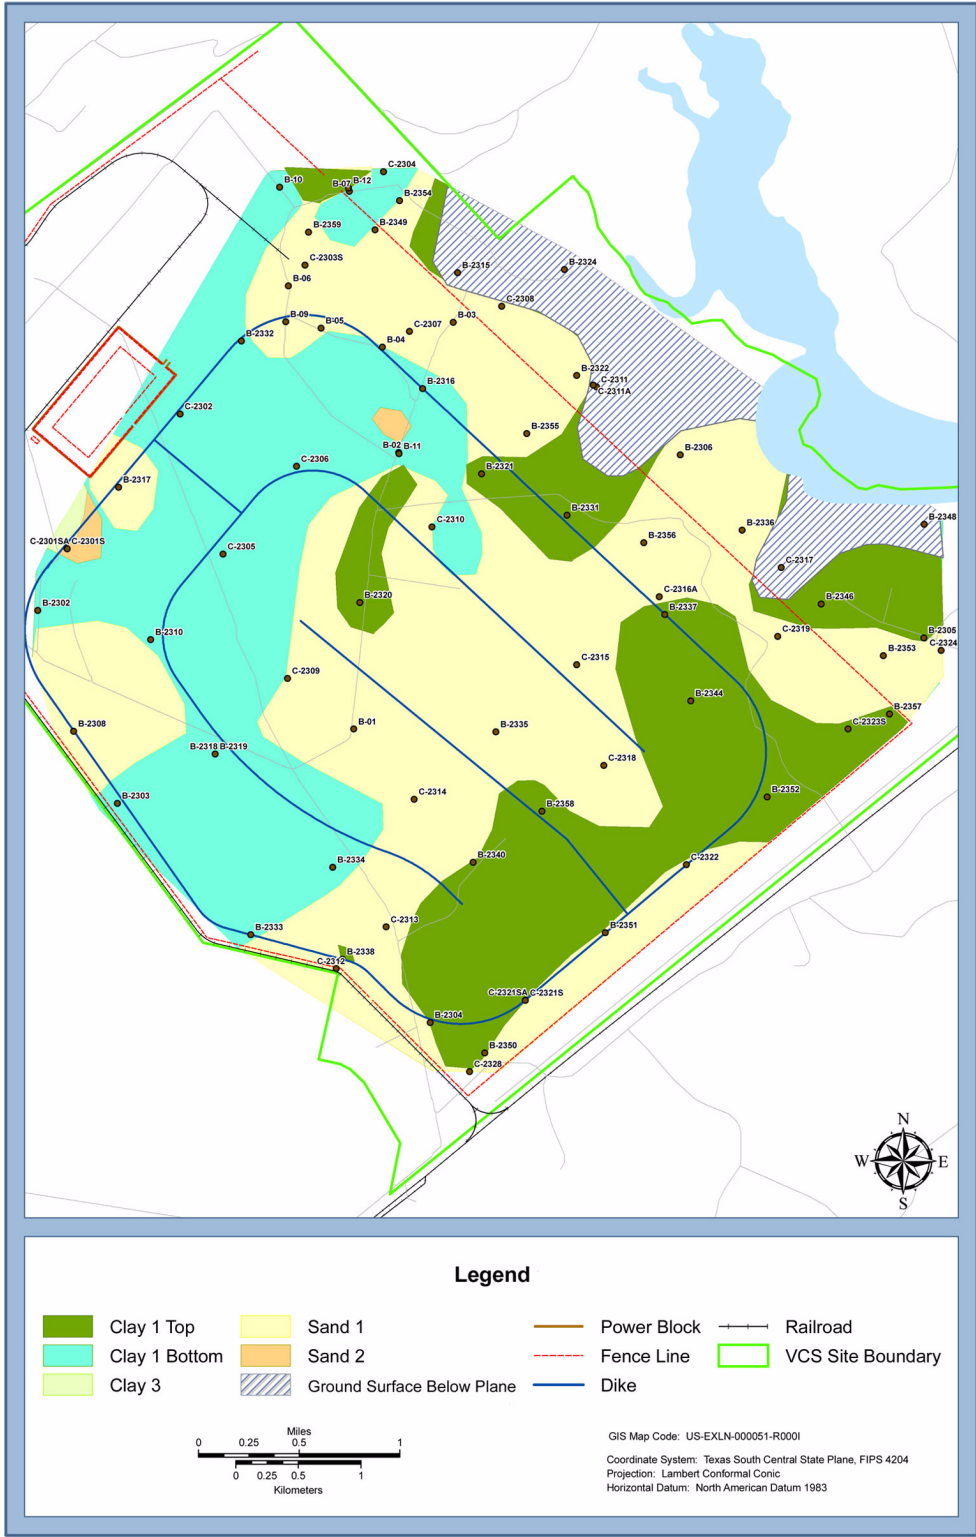 C-2304
B-10
B-12
B-07
B-2354
B-2359
B-2349
C-2303S
B-2315
B-2324
B-06
C-2308
B-09
B-05
B-03
C-2307
B-2332
B-04
B-2322
C-2311
C-2311A
B-2316
C-2302
B-2355
B-02
B-11
B-2306
C-2306
B-2321
B-2317
C-2310
B-2331
B-2348
B-2336
C-2301SA
C-2301S
B-2356
C-2305
C-2317
C-2316A
B-2302
B-2320
B-2346
B-2337
B-2310
C-2319
B-2305
C-2324
B-2353
C-2315
C-2309
B-2344
B-2357
B-2308
B-01
B-2335
C-2323S
B-2318
B-2319
C-2318
B-2303
C-2314
B-2352
B-2358
B-2334
B-2340
C-2322
C-2313
B-2333
B-2351
B-2338
C-2312
C-2321SA
C-2321S
B-2304
B-2350
C-2328
N
W
E
S
Legend
Clay 1 Top
Sand 1
Power Block
Railroad
Clay 1 Bottom
Sand 2
Fence Line
VCS Site Boundary
Clay 3
Ground Surface Below Plane
Dike
Miles
0 0.25 0.5 1
0 0.25 0.5 1
Kilometers
GIS Map Code: US-EXLN-000051-R000I
Coordinate System: Texas South Central State Plane, FIPS 4204
Projection: Lambert Conformal Conic
Horizontal Datum: North American Datum 1983